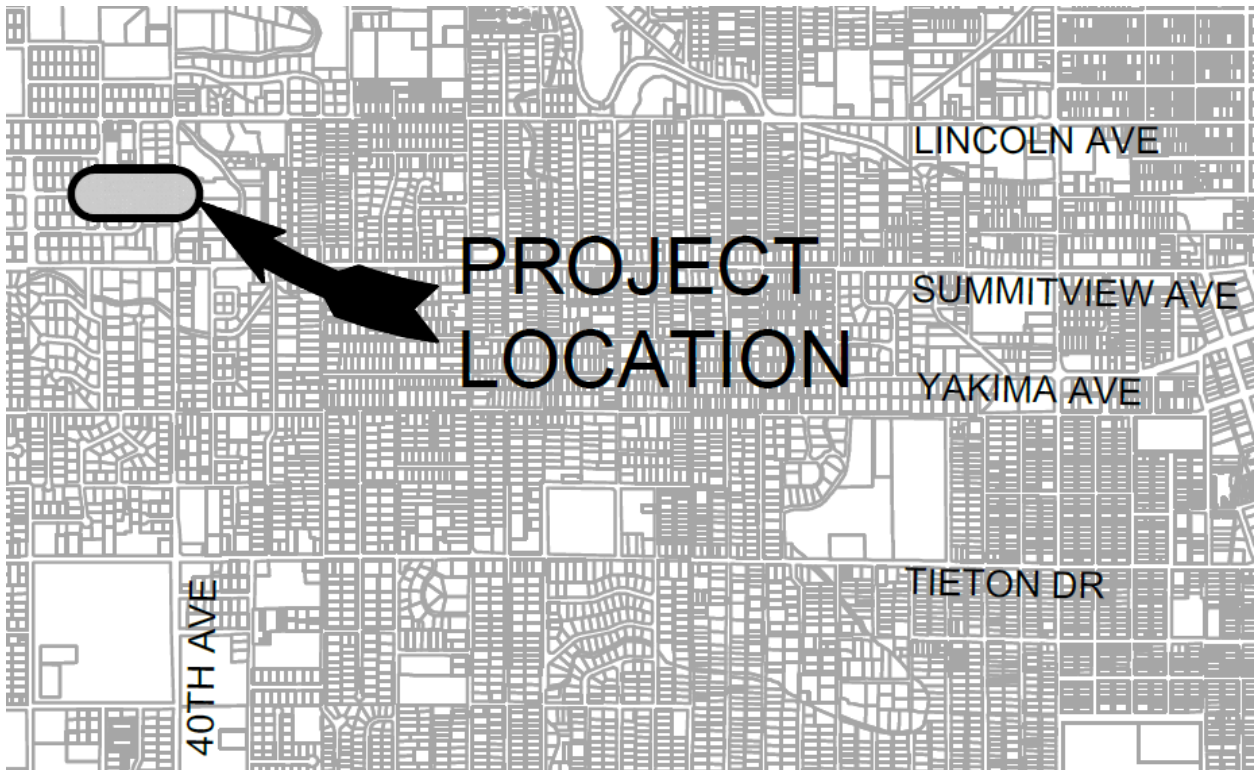 LINCOLN AVE
PROJECT
LOCATION
SUMMITVIEW AVE
YAKIMA AVE
TIETON DR
40TH AVE